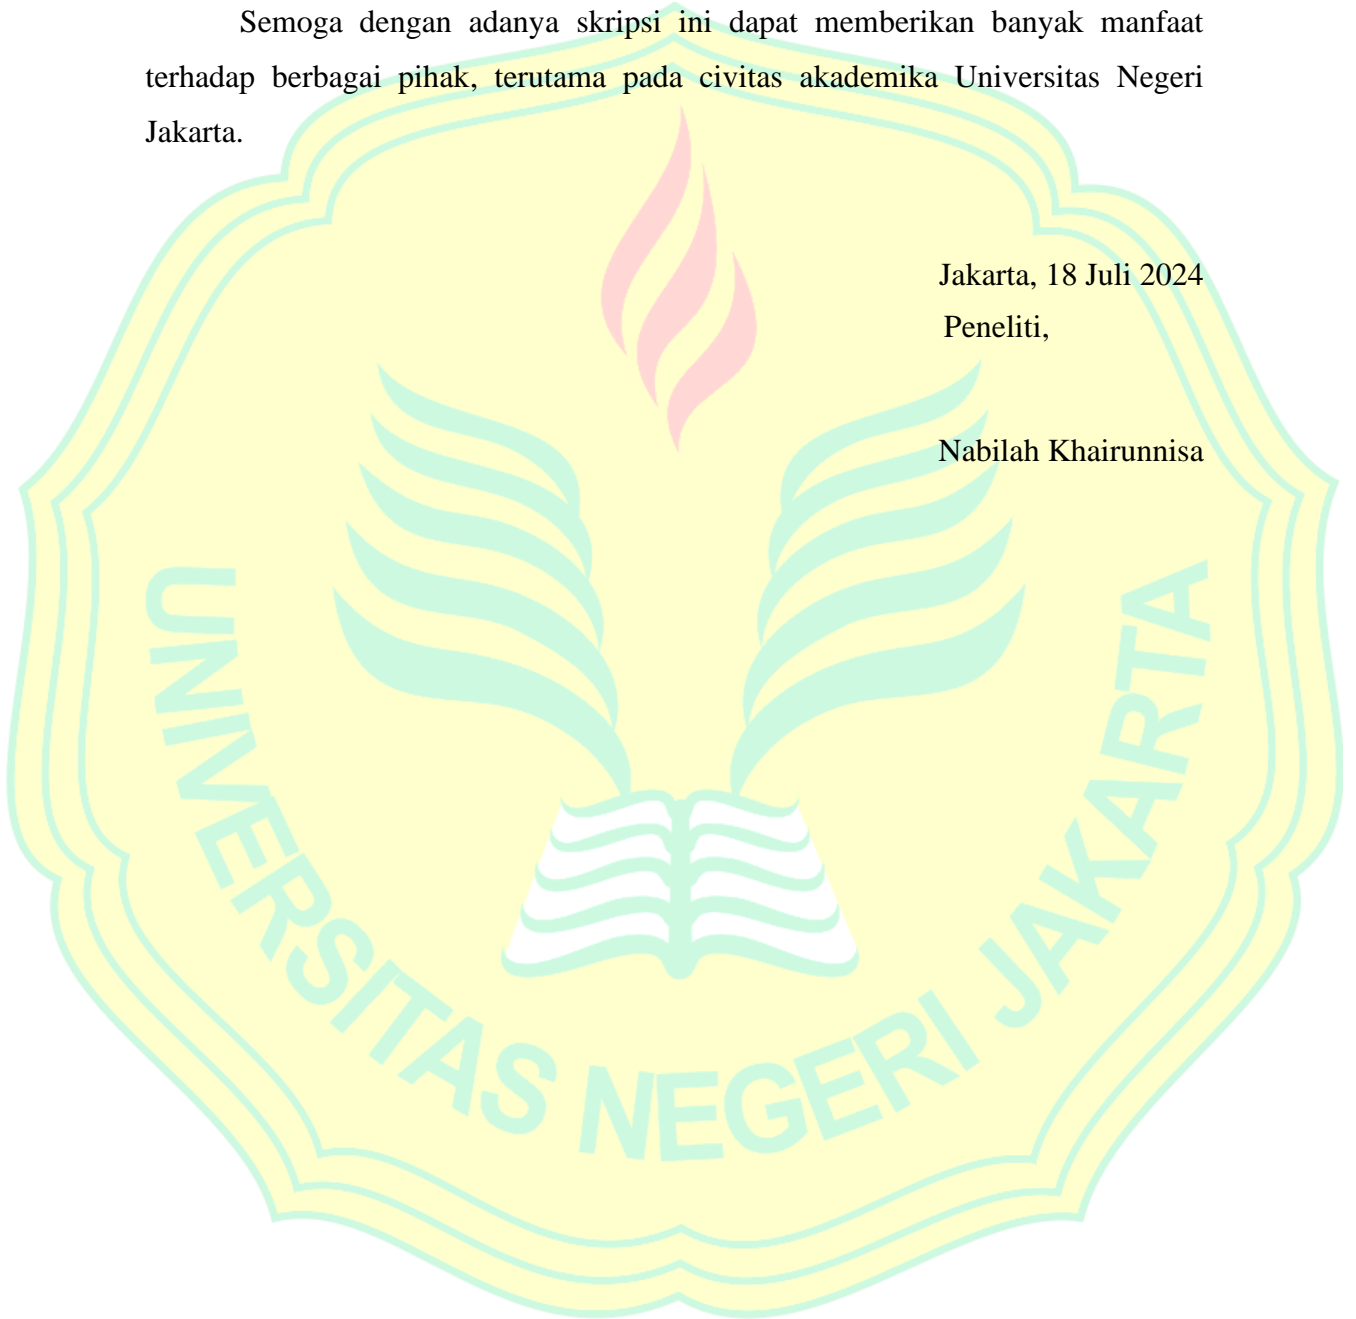 Semoga dengan adanya skripsi ini dapat memberikan banyak manfaat
terhadap berbagai pihak, terutama pada civitas akademika Universitas Negeri
Jakarta.
Jakarta, 18 Juli 2024
Peneliti,
Nabilah Khairunnisa
UNIVERSITAS NEGERI JAKARTA